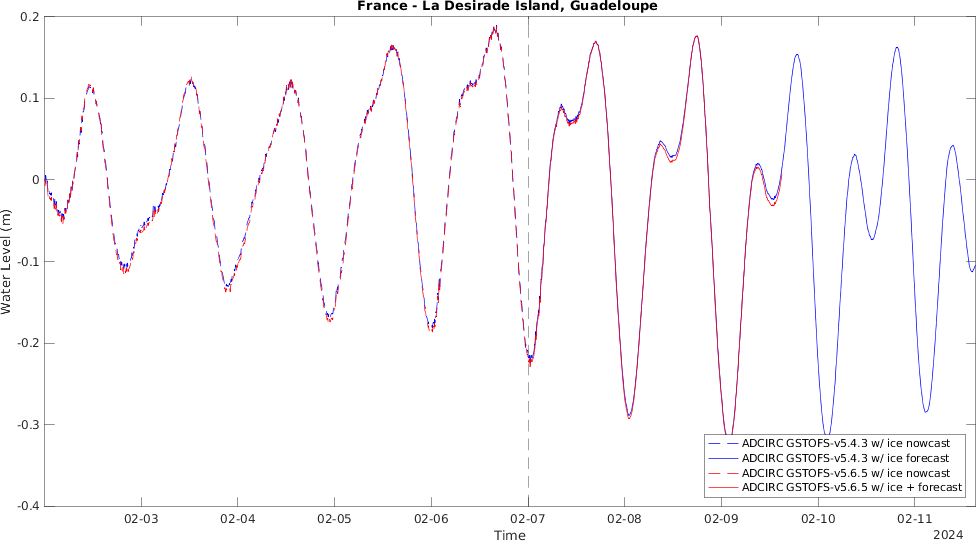 France - La Desirade Island, Guadeloupe
0.2
0.1
0
-0.1
-0.2
-0.3
-0.4
Water Level (m)
ADCIRC GSTOFS-v5.4.3 w/ ice nowcast
ADCIRC GSTOFS-v5.4.3 w/ ice forecast
ADCIRC GSTOFS-v5.6.5 w/ ice nowcast
ADCIRC GSTOFS-v5.6.5 w/ ice + forecast
02-03 02-04 02-05 02-06 02-07 02-08 02-09 02-10 02-11
Time
2024